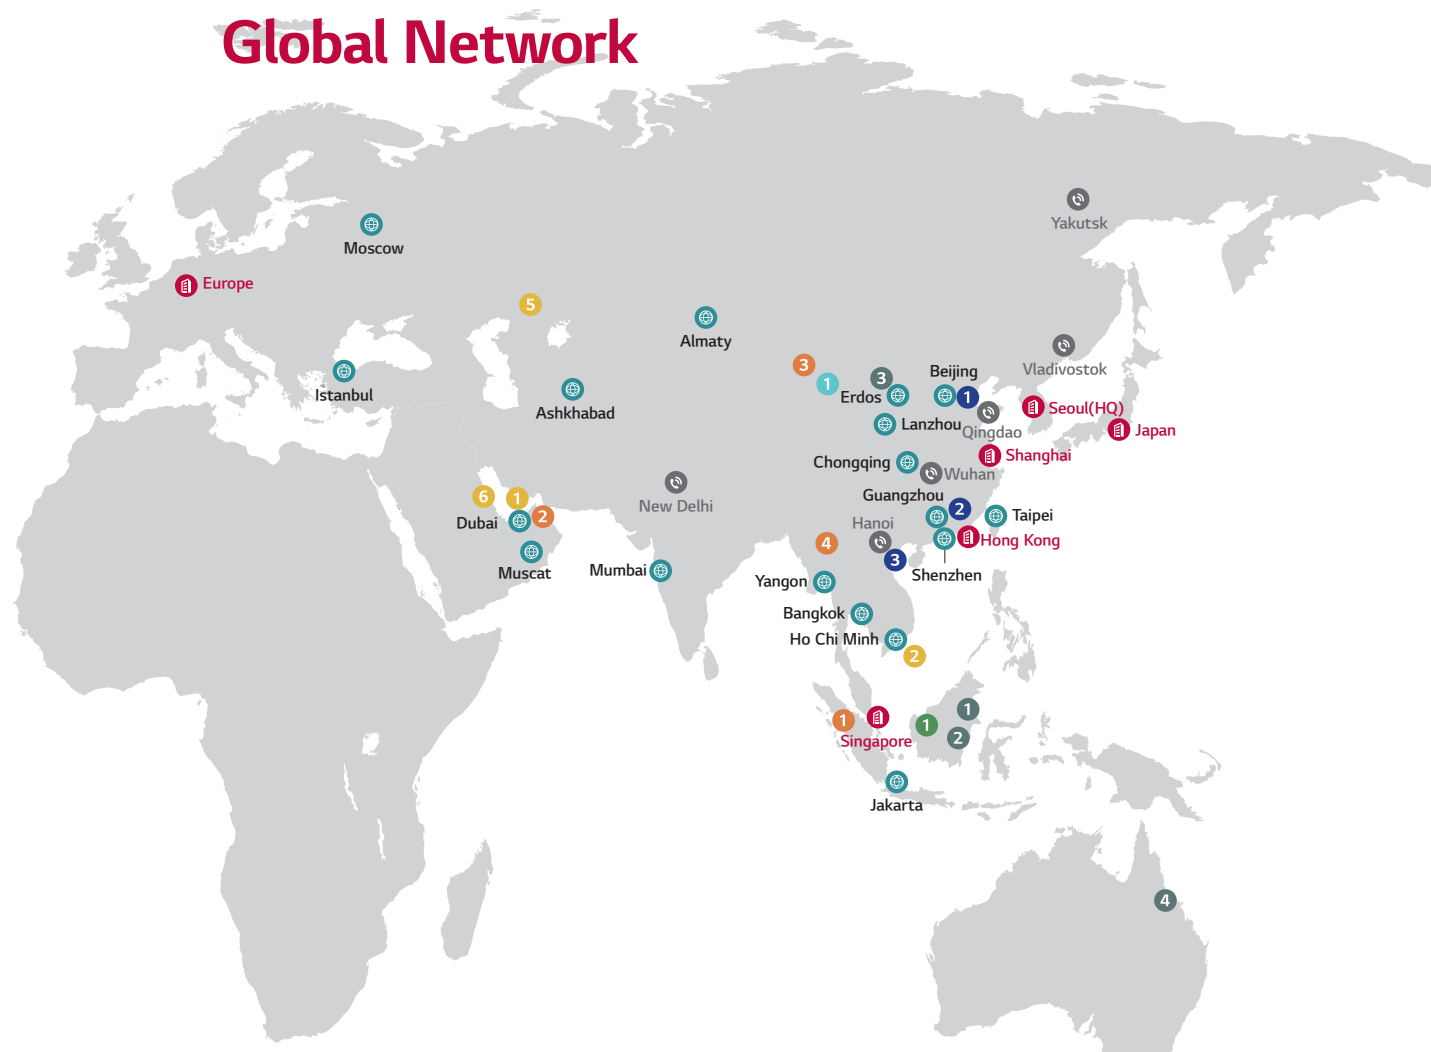 Global Network
Yakutsk
Moscow
Europe
5
Almaty
Vladivostok
3
1
3
Beijing
Istanbul
Ashkhabad
Erdos
1
Seoul(HQ)
Lanzhou
Qingdao
Japan
Shanghai
Chongqing
Wuhan
6
1
New Delhi
Guangzhou
2
Dubai
2
Hanoi
Taipei
4
Hong Kong
3
Muscat
Mumbai
Shenzhen
Yangon
Bangkok
Ho Chi Minh
2
1
1
1
2
Singapore
Jakarta
4